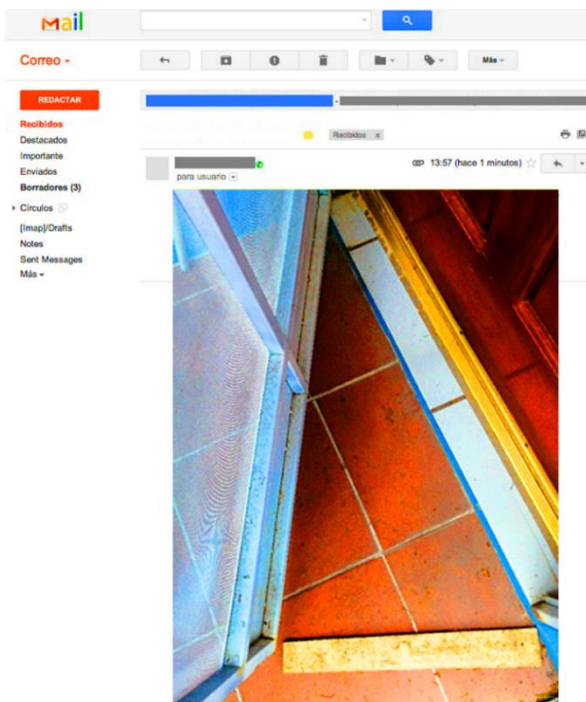 Mail
Correo
Más
REDACTAR
Recibidos
Destacados
Importante
Enviados
Borradores (3)
Círculos
[Imap]/Drafts
Notes
Sent Messages
Más
Recibidos x
13:57 (hace 1 minutos)
para usuario